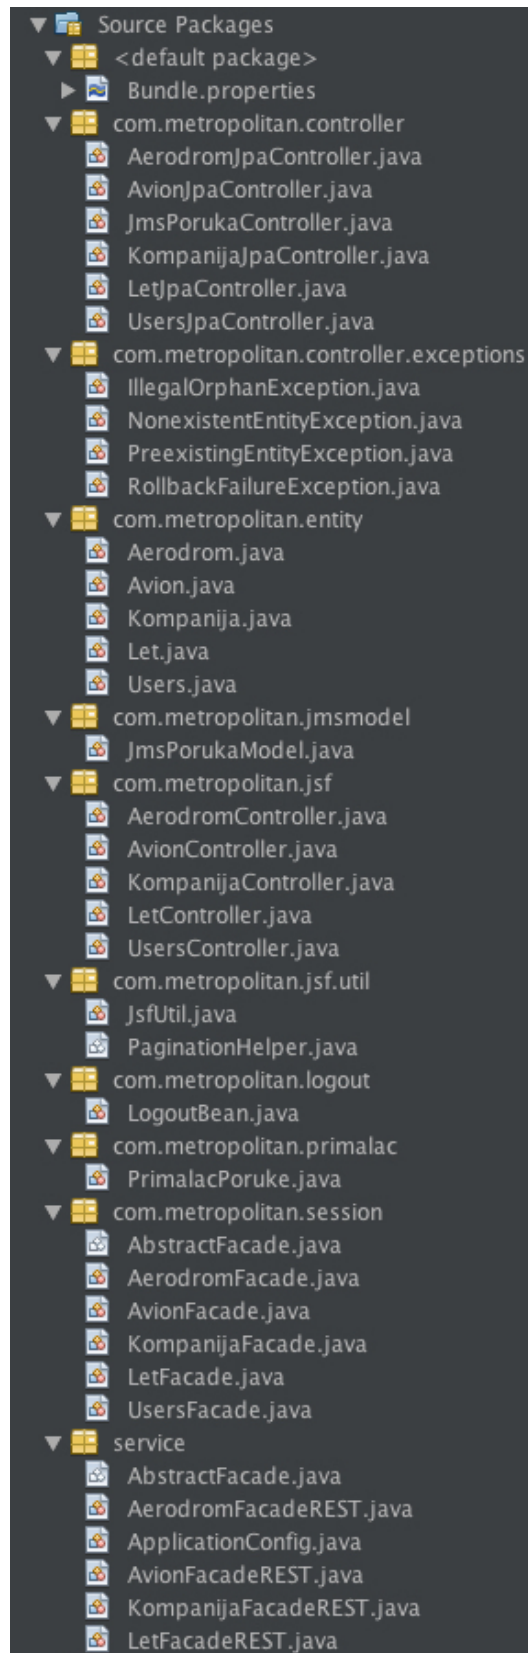 Source Packages
<default package>
Bundle.properties
com.metropolitan.controller
AerodromJpaController.java
AvionJpaController.java
JmsPorukaController.java
KompanijaJpaController.java
LetJpaController.java
UsersJpaController.java
com.metropolitan.controller.exceptions
IllegalOrphanException.java
NonexistentEntityException.java
PreexistingEntityException.java
RollbackFailureException.java
com.metropolitan.entity
Aerodrom.java
Avion.java
Kompanija.java
Let.java
Users.java
com.metropolitan.jmsmodel
JmsPorukaModel.java
com.metropolitan.jsf
AerodromController.java
AvionController.java
KompanijaController.java
LetController.java
UsersController.java
com.metropolitan.jsf.util
JsfUtil.java
PaginationHelper.java
com.metropolitan.logout
LogoutBean.java
com.metropolitan.primalac
PrimalacPoruke.java
com.metropolitan.session
AbstractFacade.java
AerodromFacade.java
AvionFacade.java
KompanijaFacade.java
LetFacade.java
UsersFacade.java
service
AbstractFacade.java
AerodromFacadeREST.java
ApplicationConfig.java
AvionFacadeREST.java
KompanijaFacadeREST.java
LetFacadeREST.java